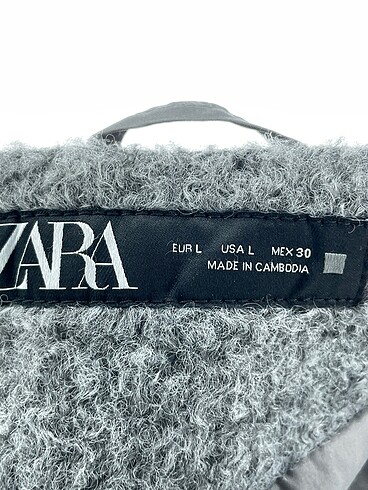 ZARA
EUR L USA L MEX 30
MADE IN CAMBODIA